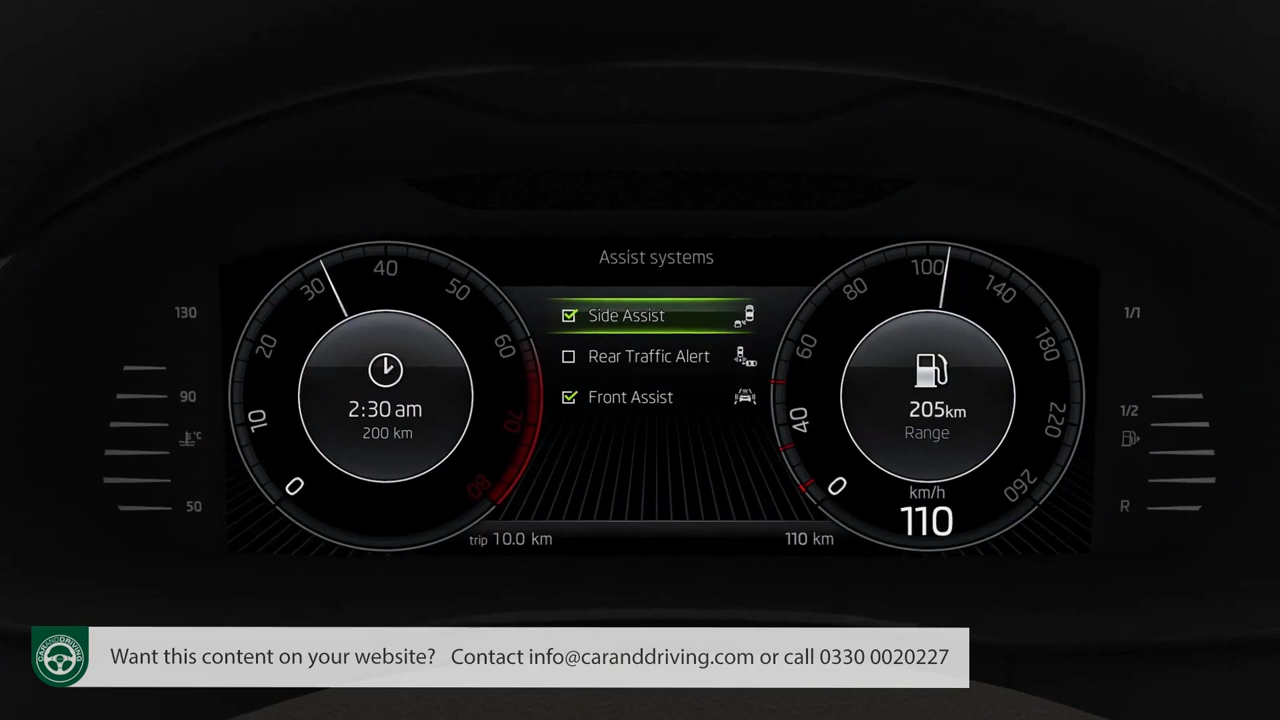 Assist systems
Side Assist
Rear Traffic Alert
Front Assist
130
90
°C
50
0
10
20
30
40
50
60
70
80
2:30 am
200 km
trip 10.0 km
110 km
0
40
60
80
100
140
180
220
260
205km
Range
km/h
110
1/1
1/2
R
CARANDDRIVING
Want this content on your website? Contact info@caranddriving.com or call 0330 0020227